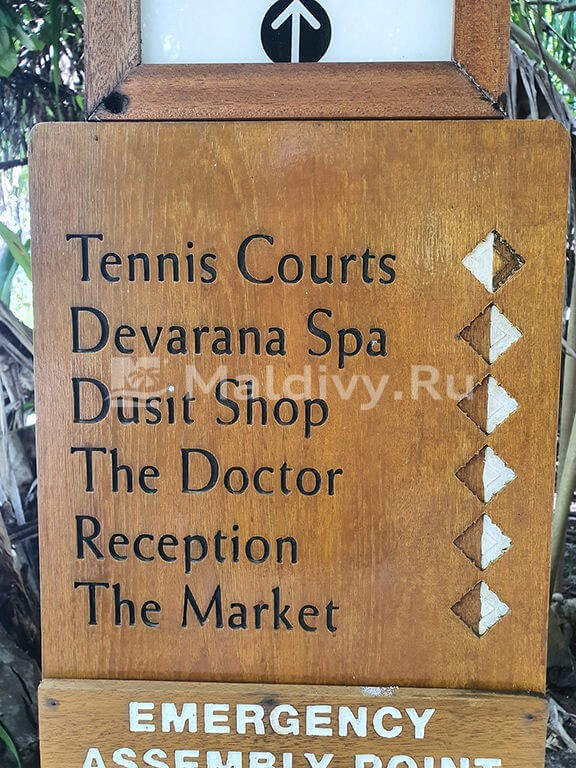 Tennis Courts
Devarana Spa
Maldivy.Ru
Dusit Shop
The Doctor
Reception
The Market
EMERGENCY
ASSEMBLY POINT